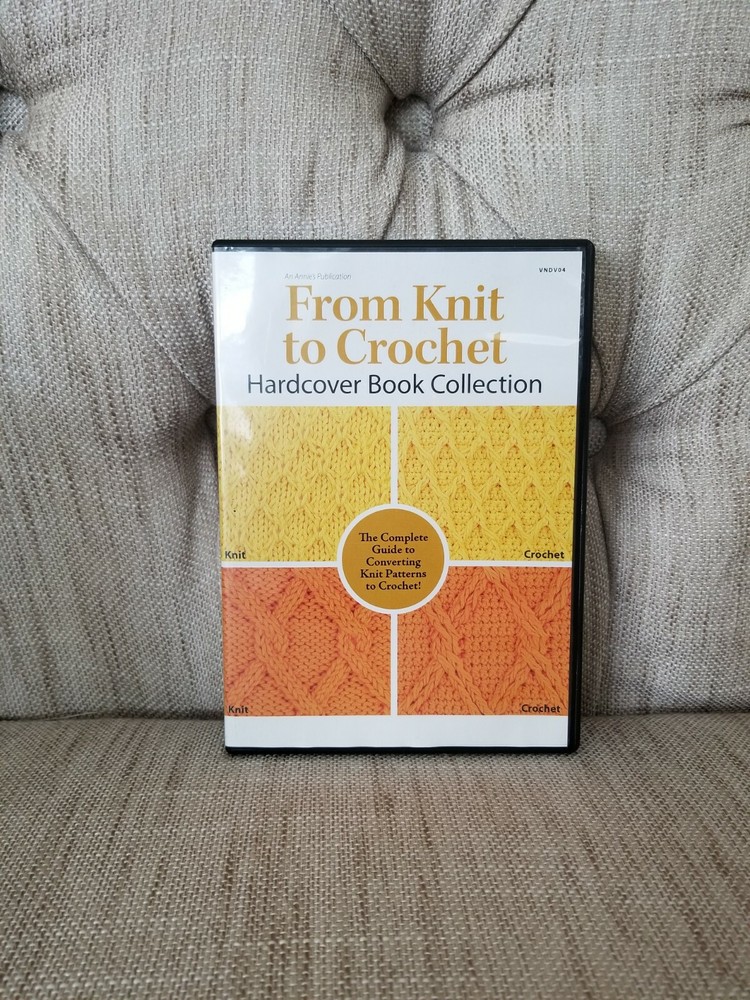 An Annie's Publication
VNDV04
From Knit
to Crochet
Hardcover Book Collection
Knit
Crochet
The Complete
Guide to
Converting
Knit Patterns
to Crochet!
Knit
Crochet